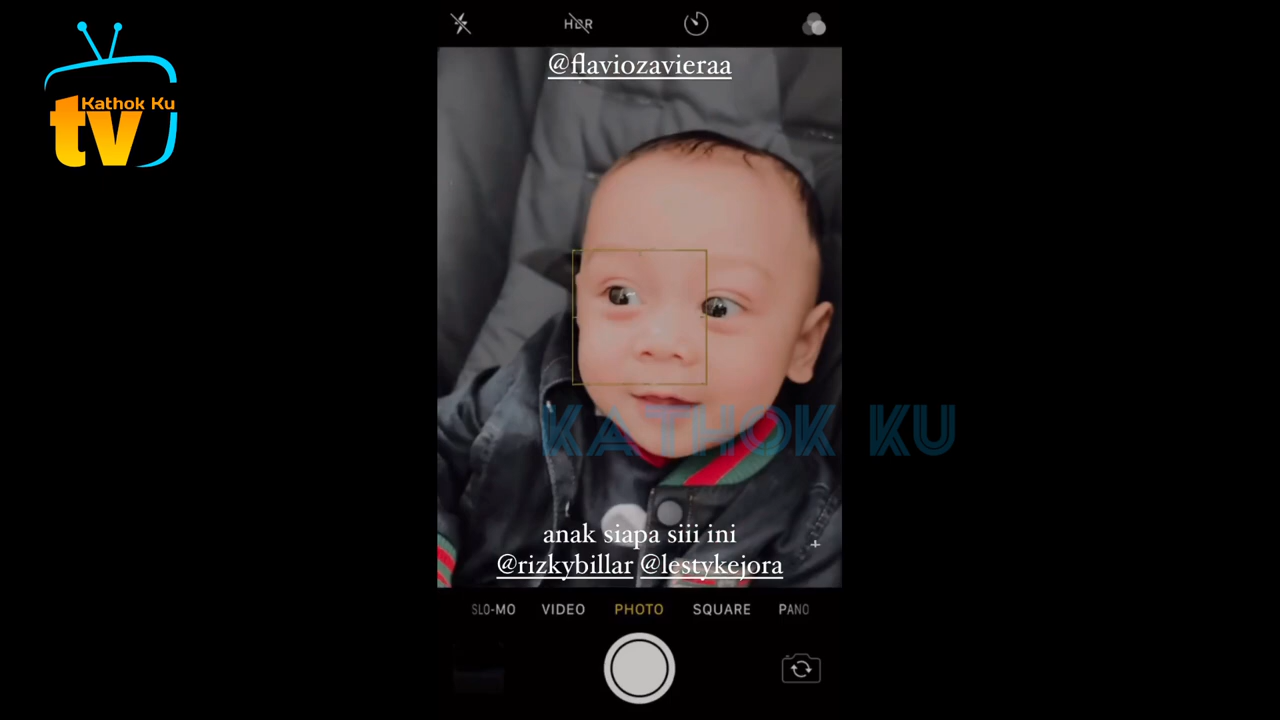 Kathok Ku
tv
HDR
@flaviozavieraa
KATHOK KU
anak siapa siii ini
@rizkybillar @lestykejora
SLO-MO VIDEO PHOTO SQUARE PANO